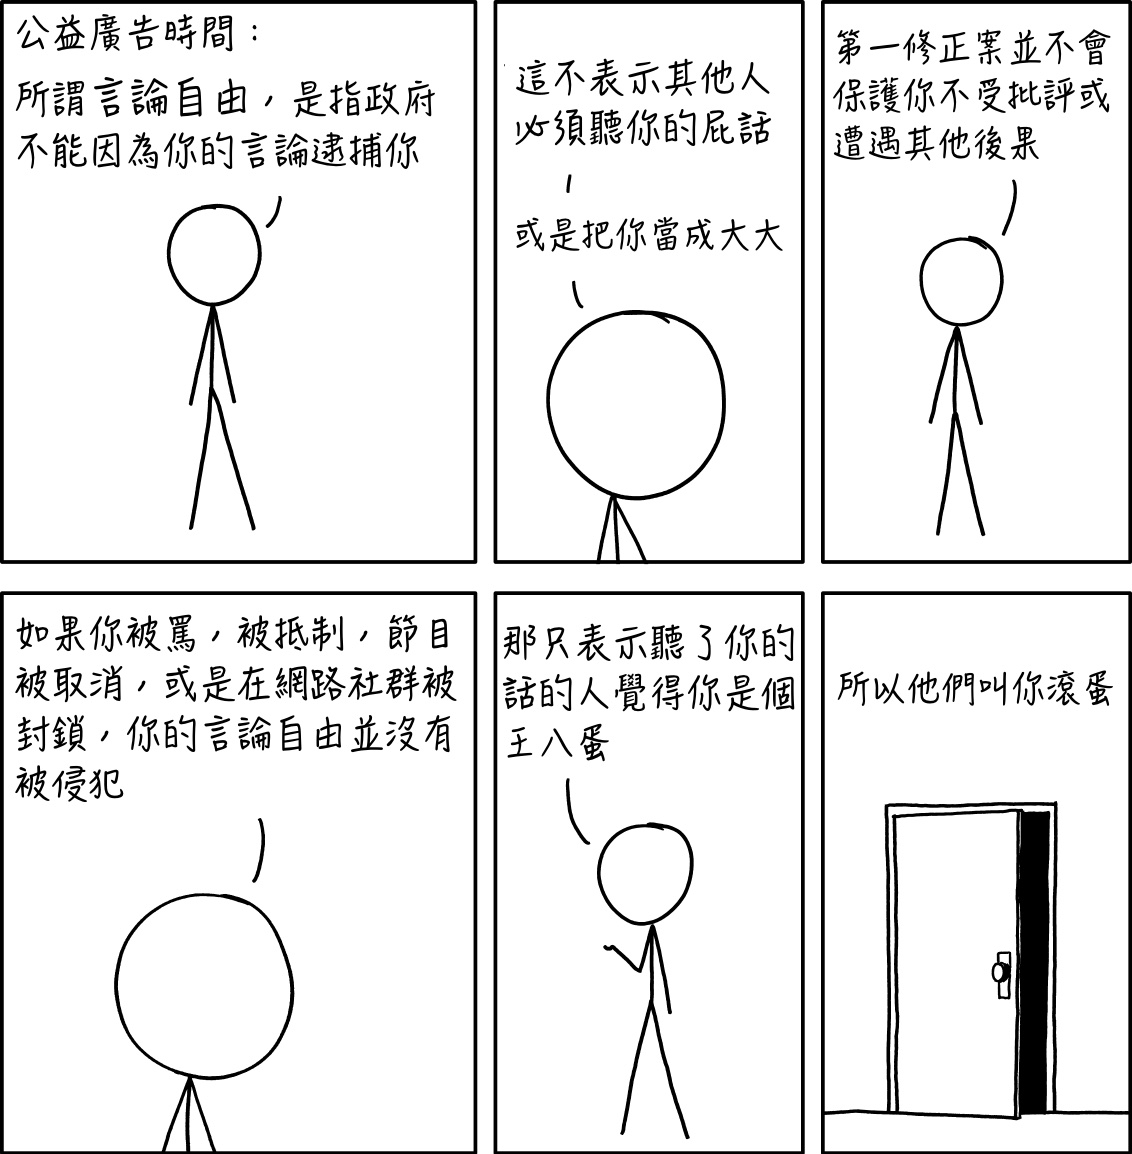 公益廣告時間：
所謂言論自由，是指政府
不能因為你的言論逮捕你
這不表示其他人
必須聽你的屁話
或是把你當成大大
第一修正案並不會
保護你不受批評或
遭遇其他後果
如果你被罵，被抵制，節目
被取消，或是在網路社群被
封鎖，你的言論自由並沒有
被侵犯
那只表示聽了你的
話的人覺得你是個
王八蛋
所以他們叫你滾蛋